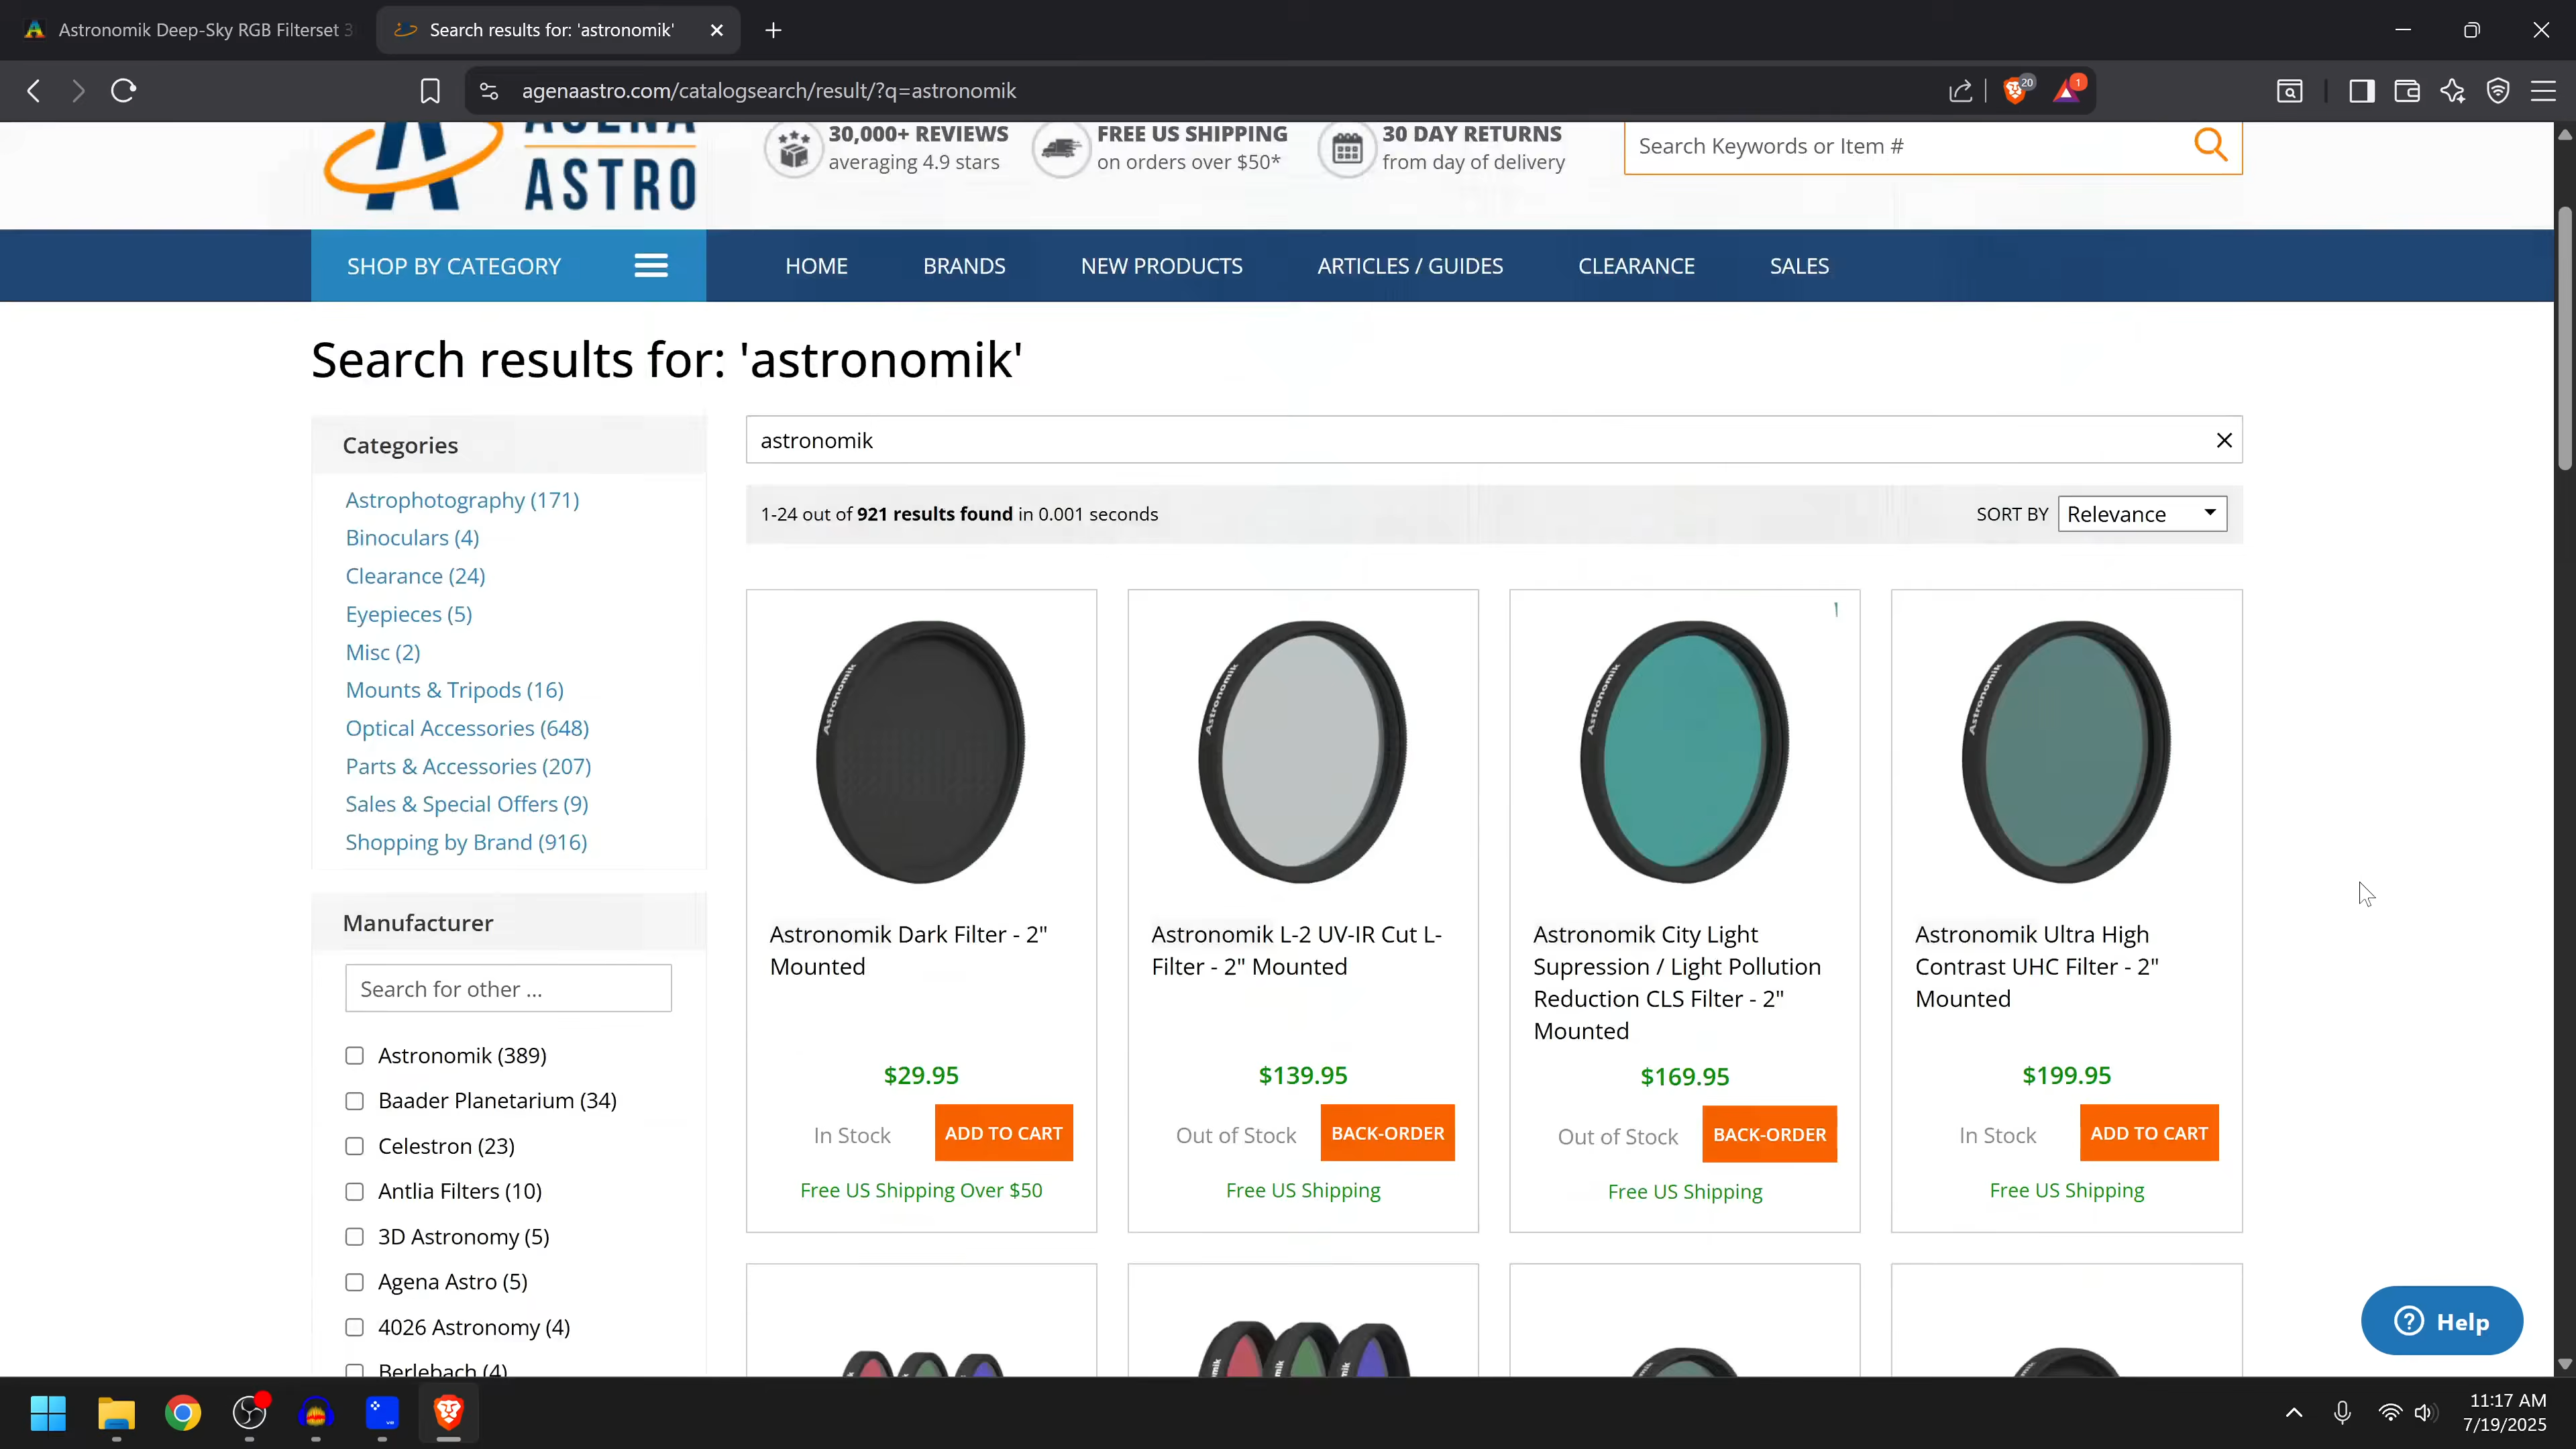 Astronomik Deep-Sky RGB Filterset 3
Search results for: 'astronomik'
agenaastro.com/catalogsearch/result/?q=astronomik
20
1
AGENA
ASTRO
30,000+ REVIEWS
averaging 4.9 stars
FREE US SHIPPING
on orders over $50*
30 DAY RETURNS
from day of delivery
Search Keywords or Item #
SHOP BY CATEGORY
HOME
BRANDS
NEW PRODUCTS
ARTICLES / GUIDES
CLEARANCE
SALES
Search results for: 'astronomik'
Categories
Astrophotography (171)
Binoculars (4)
Clearance (24)
Eyepieces (5)
Misc (2)
Mounts & Tripods (16)
Optical Accessories (648)
Parts & Accessories (207)
Sales & Special Offers (9)
Shopping by Brand (916)
Manufacturer
Search for other ...
Astronomik (389)
Baader Planetarium (34)
Celestron (23)
Antlia Filters (10)
3D Astronomy (5)
Agena Astro (5)
4026 Astronomy (4)
Berlebach (4)
astronomik
1-24 out of 921 results found in 0.001 seconds
SORT BY
Relevance
Astronomik
Astronomik Dark Filter - 2"
Mounted
$29.95
In Stock
ADD TO CART
Free US Shipping Over $50
Astronomik
Astronomik L-2 UV-IR Cut L-
Filter - 2" Mounted
$139.95
Out of Stock
BACK-ORDER
Free US Shipping
Astronomik
Astronomik City Light
Supression / Light Pollution
Reduction CLS Filter - 2"
Mounted
$169.95
Out of Stock
BACK-ORDER
Free US Shipping
Astronomik
Astronomik Ultra High
Contrast UHC Filter - 2"
Mounted
$199.95
In Stock
ADD TO CART
Free US Shipping
Help
11:17 AM
7/19/2025